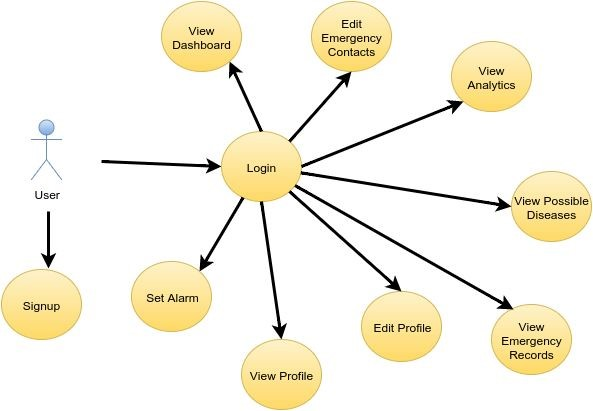 View
Dashboard
Edit
Emergency
Contacts
View
Analytics
Login
User
View Possible
Diseases
Signup
Set Alarm
Edit Profile
View
Emergency
Records
View Profile